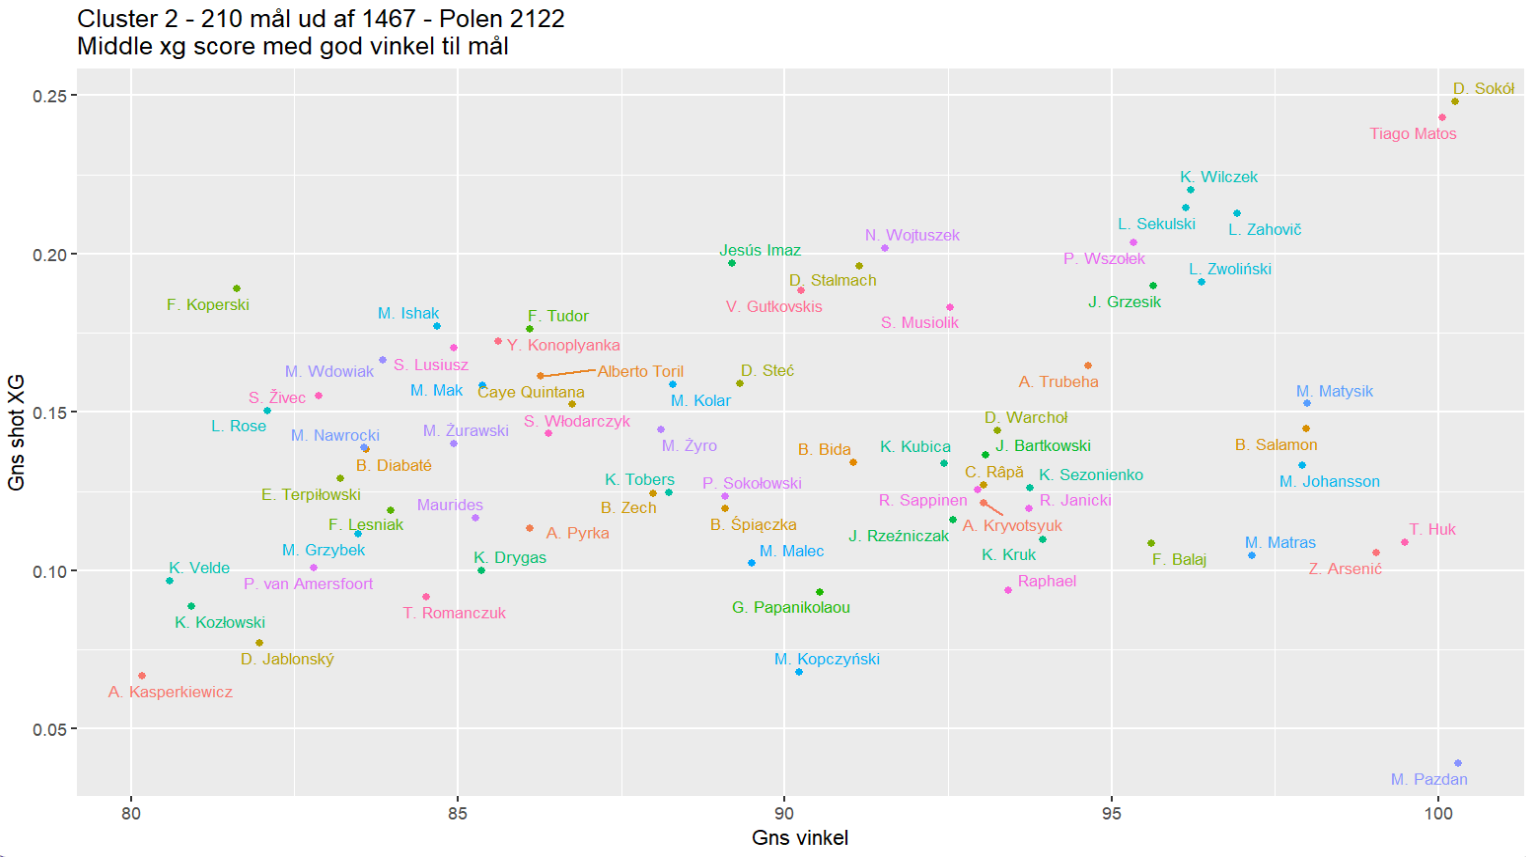 Cluster 2 - 210 mål ud af 1467 - Polen 2122
Middle xg score med god vinkel til mål
Gns shot XG
0.25
0.20
0.15
0.10
0.05
D. Sokół
Tiago Matos
K. Wilczek
L. Sekulski
L. Zahovič
N. Wojtuszek
P. Wszołek
Jesús Imaz
D. Stalmach
L. Zwoliński
F. Koperski
V. Gutkovskis
J. Grzesik
M. Ishak
F. Tudor
S. Musiolik
Y. Konoplyanka
S. Lusiusz
M. Wdowiak
Alberto Toril
D. Steć
A. Trubeha
M. Mak
Caye Quintana
M. Kolar
M. Matysik
S. Živec
L. Rose
S. Włodarczyk
D. Warchoł
M. Nawrocki
M. Żurawski
M. Żyro
B. Bida
K. Kubica
J. Bartkowski
B. Salamon
B. Diabaté
C. Râpă
K. Sezonienko
M. Johansson
E. Terpiłowski
K. Tobers
P. Sokołowski
R. Sappinen
R. Janicki
Maurides
B. Zech
F. Lesniak
B. Śpiączka
A. Kryvotsyuk
T. Huk
A. Pyrka
J. Rzeźniczak
M. Grzybek
K. Drygas
M. Malec
K. Kruk
F. Balaj
M. Matras
Z. Arsenić
K. Velde
P. van Amersfoort
Raphael
T. Romanczuk
G. Papanikolaou
K. Kozłowski
D. Jablonský
M. Kopczyński
A. Kasperkiewicz
M. Pazdan
80
85
90
95
100
Gns vinkel